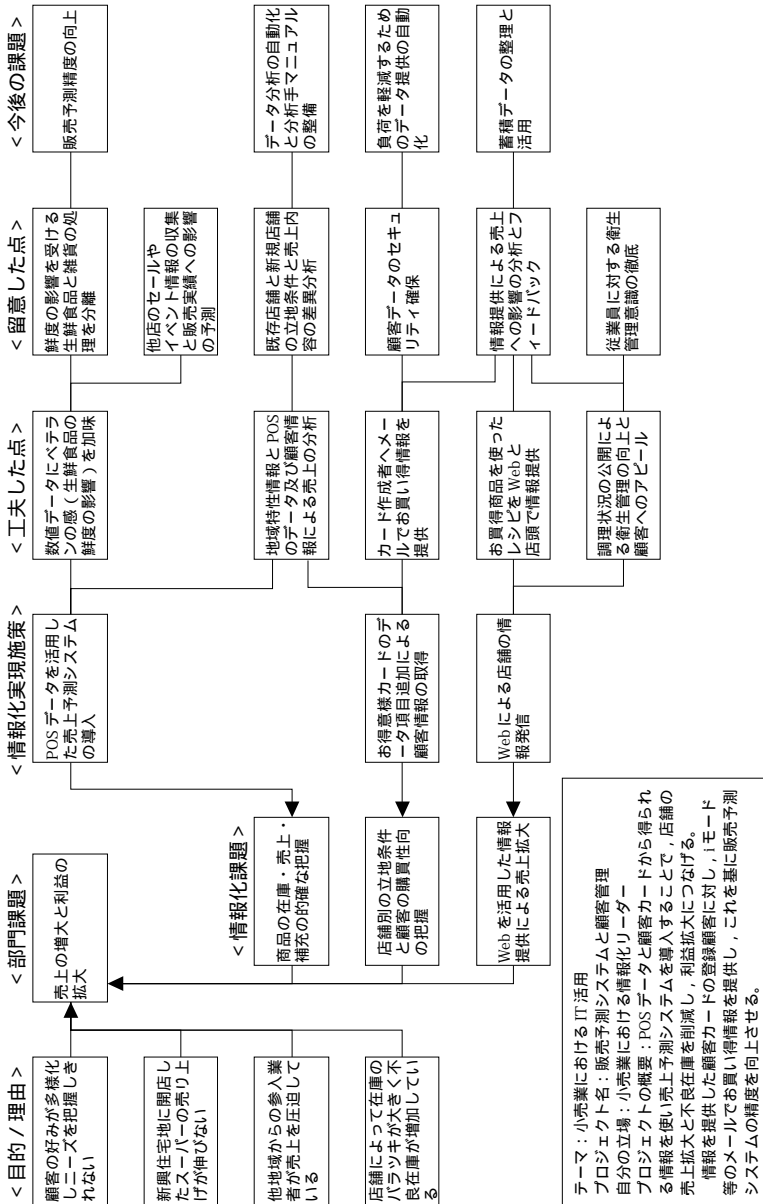 <目的/理由>
顧客の好みが多様化
しニーズを把握しき
れない
新興住宅地に開店し
たスーパーの売り上
げが伸びない
他地域からの参入業
者が売上を圧迫して
いる
店舗によって在庫の
バラツキが大きく不
良在庫が増加してい
る
<部門課題>
売上の増大と利益の
拡大
<情報化課題>
商品の在庫・売上・
補充の的確な把握
店舗別の立地条件
と顧客の購買性向
の把握
Webを活用した情報
提供による売上拡大
<情報化実現施策>
POSデータを活用し
た売上予測システム
の導入
お得意様カードのデ
ータ項目追加による
顧客情報の取得
Webによる店舗の情
報発信
<工夫した点>
数値データにベテラ
ンの感(生鮮食品の
鮮度の影響)を加味
地域特性情報とPOS
のデータ及び顧客情
報による売上の分析
カード作成者へメー
ルでお買い得情報を
提供
お買得商品を使った
レシピをWebと
店頭で情報提供
調理状況の公開によ
る衛生管理の向上と
顧客へのアピール
<留意した点>
鮮度の影響を受ける
生鮮食品と雑貨の処
理を分離
他店のセールや
イベント情報の収集
と販売実績への影響
の予測
既存店舗と新規店舗
の立地条件と売上内
容の差異分析
顧客データのセキュ
リティ確保
情報提供による売上
への影響の分析とフ
ィードバック
従業員に対する衛生
管理意識の徹底
<今後の課題>
販売予測精度の向上
データ分析の自動化
と分析手マニュアル
の整備
負荷を軽減するため
のデータ提供の自動
化
蓄積データの整理と
活用
テーマ:小売業におけるIT活用
プロジェクト名:販売予測システムと顧客管理
自分の立場:小売業における情報化リーダー
プロジェクトの概要:POSデータと顧客カードから得られ
る情報を使い売上予測システムを導入することで,店舗の
売上拡大と不良在庫を削減し,利益拡大につなげる。
情報を提供した顧客カードの登録顧客に対し,iモード
等のメールでお買い得情報を提供し,これを基に販売予測
システムの精度を向上させる。